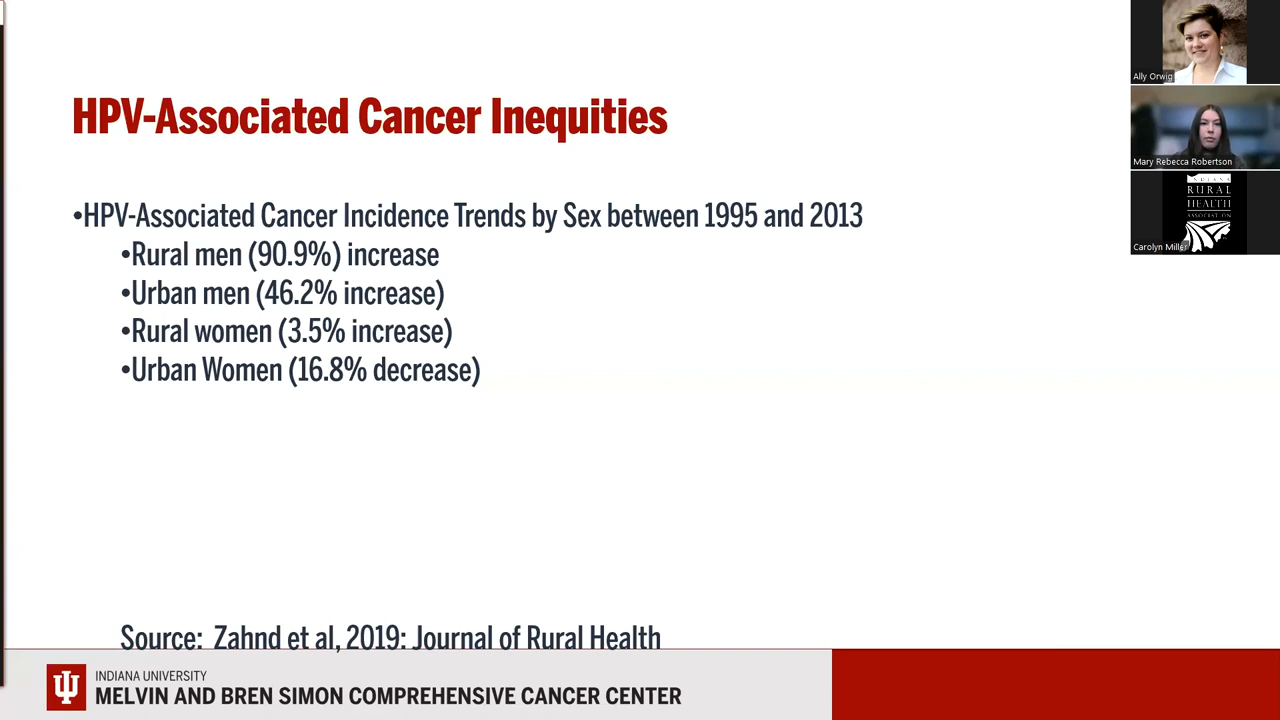 HPV-Associated Cancer Inequities
•HPV-Associated Cancer Incidence Trends by Sex between 1995 and 2013
•Rural men (90.9%) increase
•Urban men (46.2% increase)
•Rural women (3.5% increase)
•Urban Women (16.8% decrease)
Source: Zahnd et al, 2019: Journal of Rural Health
INDIANA UNIVERSITY
MELVIN AND BREN SIMON COMPREHENSIVE CANCER CENTER
Ally Orwig
Mary Rebecca Robertson
INDIANA
RURAL
HEALTH
ASSOCIATION
Carolyn Miller